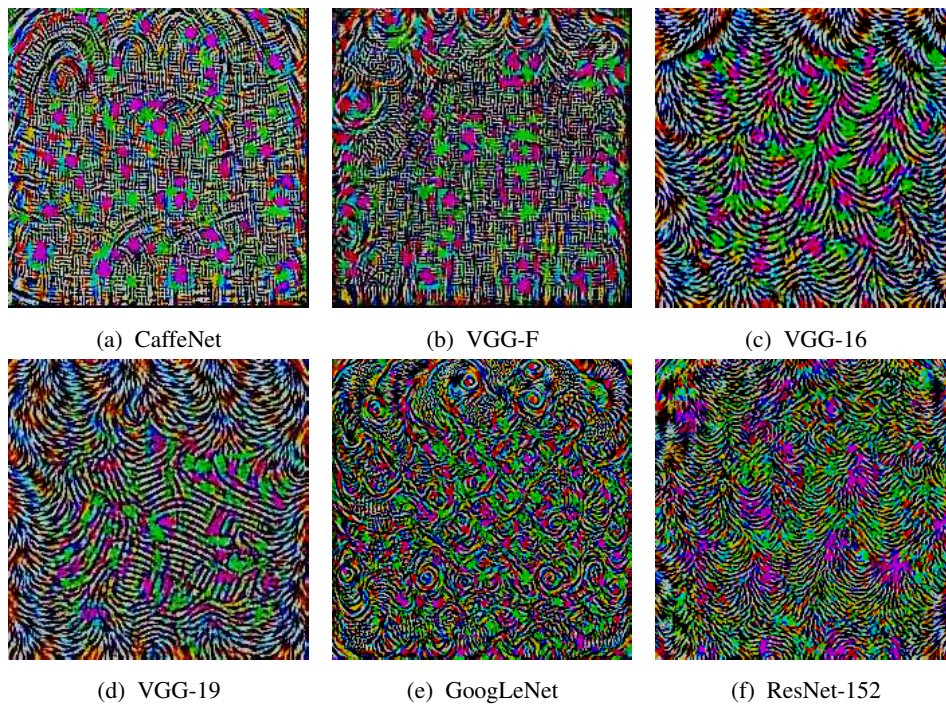 (a) CaffeNet
(b) VGG-F
(c) VGG-16
(d) VGG-19
(e) GoogLeNet
(f) ResNet-152